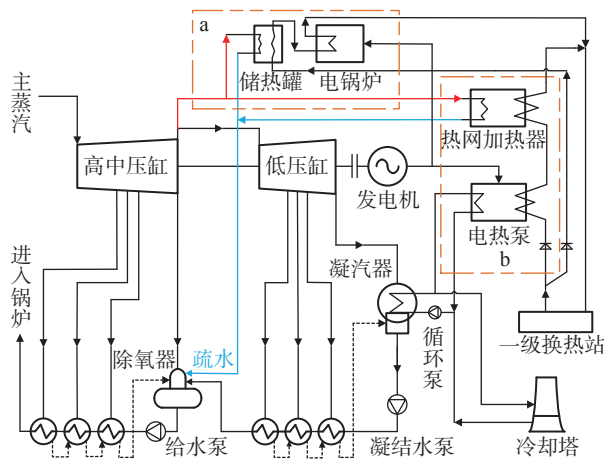 a
储热罐
电锅炉
主蒸汽
热网加热器
高中压缸
低压缸
发电机
电热泵
b
进入锅炉
凝汽器
循环泵
一级换热站
除氧器
疏水
给水泵
凝结水泵
冷却塔